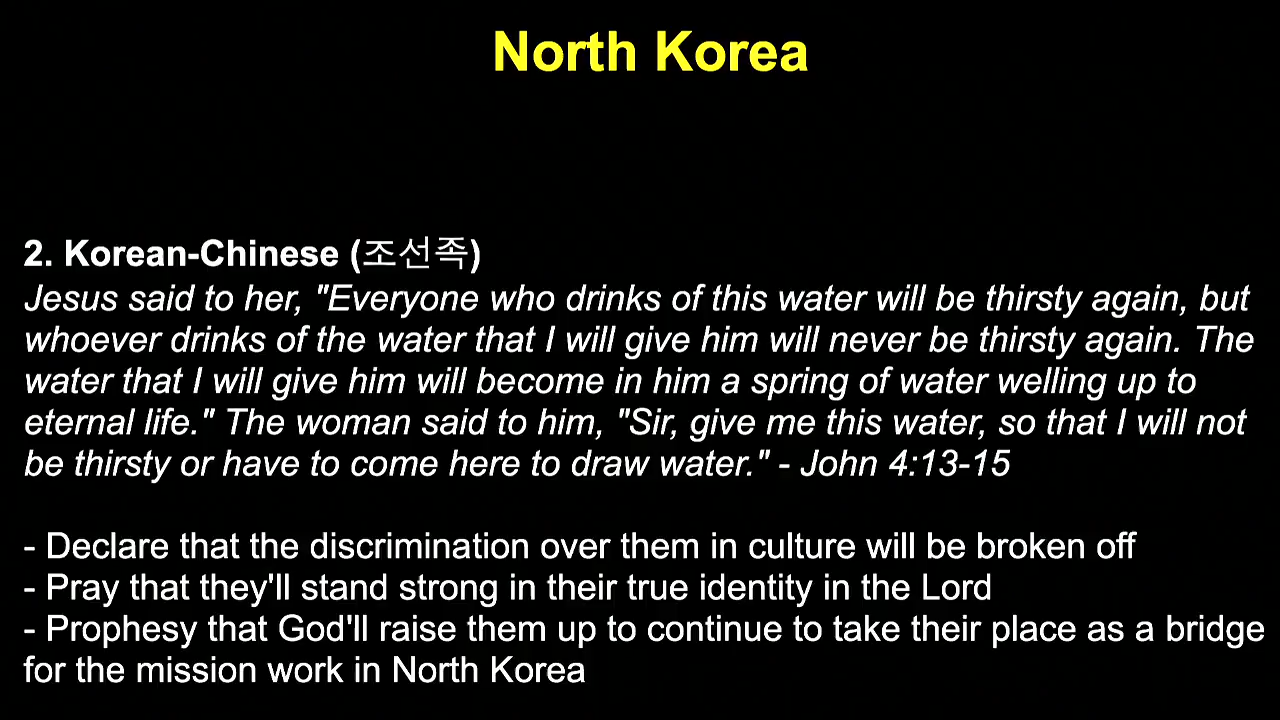 North Korea
2. Korean-Chinese (조선족)
Jesus said to her, "Everyone who drinks of this water will be thirsty again, but
whoever drinks of the water that I will give him will never be thirsty again. The
water that I will give him will become in him a spring of water welling up to
eternal life." The woman said to him, "Sir, give me this water, so that I will not
be thirsty or have to come here to draw water." - John 4:13-15
- Declare that the discrimination over them in culture will be broken off
- Pray that they'll stand strong in their true identity in the Lord
- Prophesy that God'll raise them up to continue to take their place as a bridge
for the mission work in North Korea